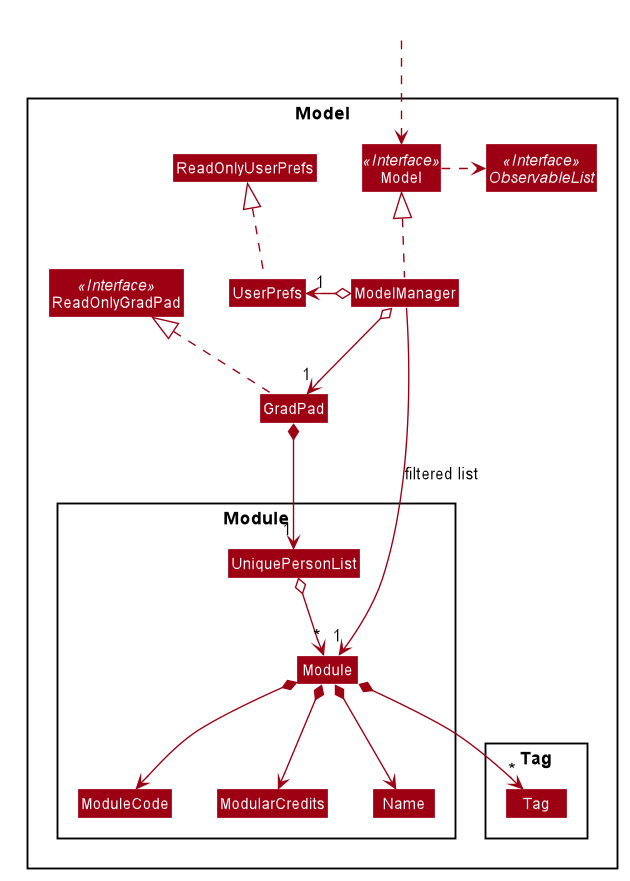 Model
ReadOnlyUserPrefs
«Interface»
Model
«Interface»
ObservableList
«Interface»
ReadOnlyGradPad
UserPrefs
1
ModelManager
1
GradPad
filtered list
Module
1
UniquePersonList
*
1
Module
Tag
*
ModuleCode
ModularCredits
Name
Tag